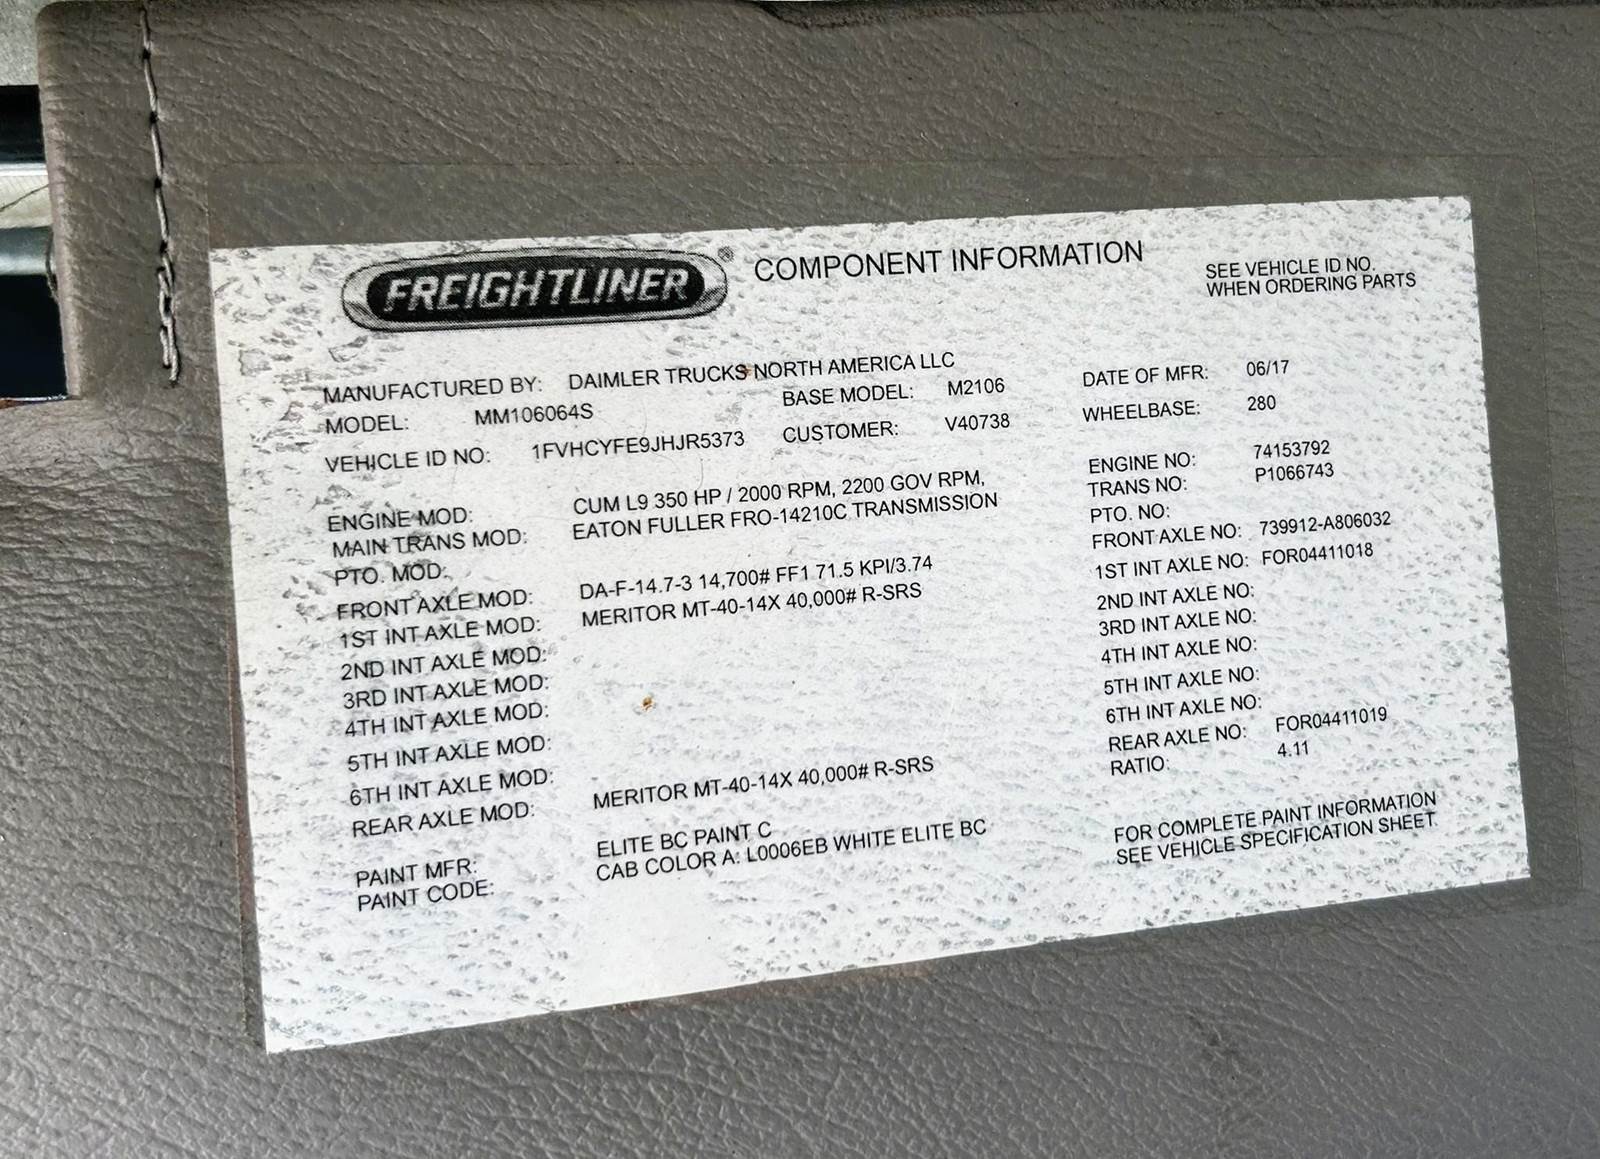 FREIGHTLINER ® COMPONENT INFORMATION
SEE VEHICLE ID NO.
WHEN ORDERING PARTS
MANUFACTURED BY: DAIMLER TRUCKS NORTH AMERICA LLC
MODEL: MM106064S BASE MODEL: M2106 DATE OF MFR: 06/17
VEHICLE ID NO: 1FVHCYFE9JHJR5373 CUSTOMER: V40738 WHEELBASE: 280
ENGINE MOD: CUM L9 350 HP / 2000 RPM, 2200 GOV RPM, ENGINE NO: 74153792
MAIN TRANS MOD: EATON FULLER FRO-14210C TRANSMISSION TRANS NO: P1066743
PTO. MOD: PTO. NO:
FRONT AXLE MOD: DA-F-14.7-3 14,700# FF1 71.5 KPI/3.74 FRONT AXLE NO: 739912-A806032
1ST INT AXLE MOD: MERITOR MT-40-14X 40,000# R-SRS 1ST INT AXLE NO: FOR04411018
2ND INT AXLE MOD: 2ND INT AXLE NO:
3RD INT AXLE MOD: 3RD INT AXLE NO:
4TH INT AXLE MOD: 4TH INT AXLE NO:
5TH INT AXLE MOD: 5TH INT AXLE NO:
6TH INT AXLE MOD: 6TH INT AXLE NO:
REAR AXLE MOD: MERITOR MT-40-14X 40,000# R-SRS REAR AXLE NO: FOR04411019
RATIO: 4.11
PAINT MFR: ELITE BC PAINT C
PAINT CODE: CAB COLOR A: L0006EB WHITE ELITE BC
FOR COMPLETE PAINT INFORMATION
SEE VEHICLE SPECIFICATION SHEET.